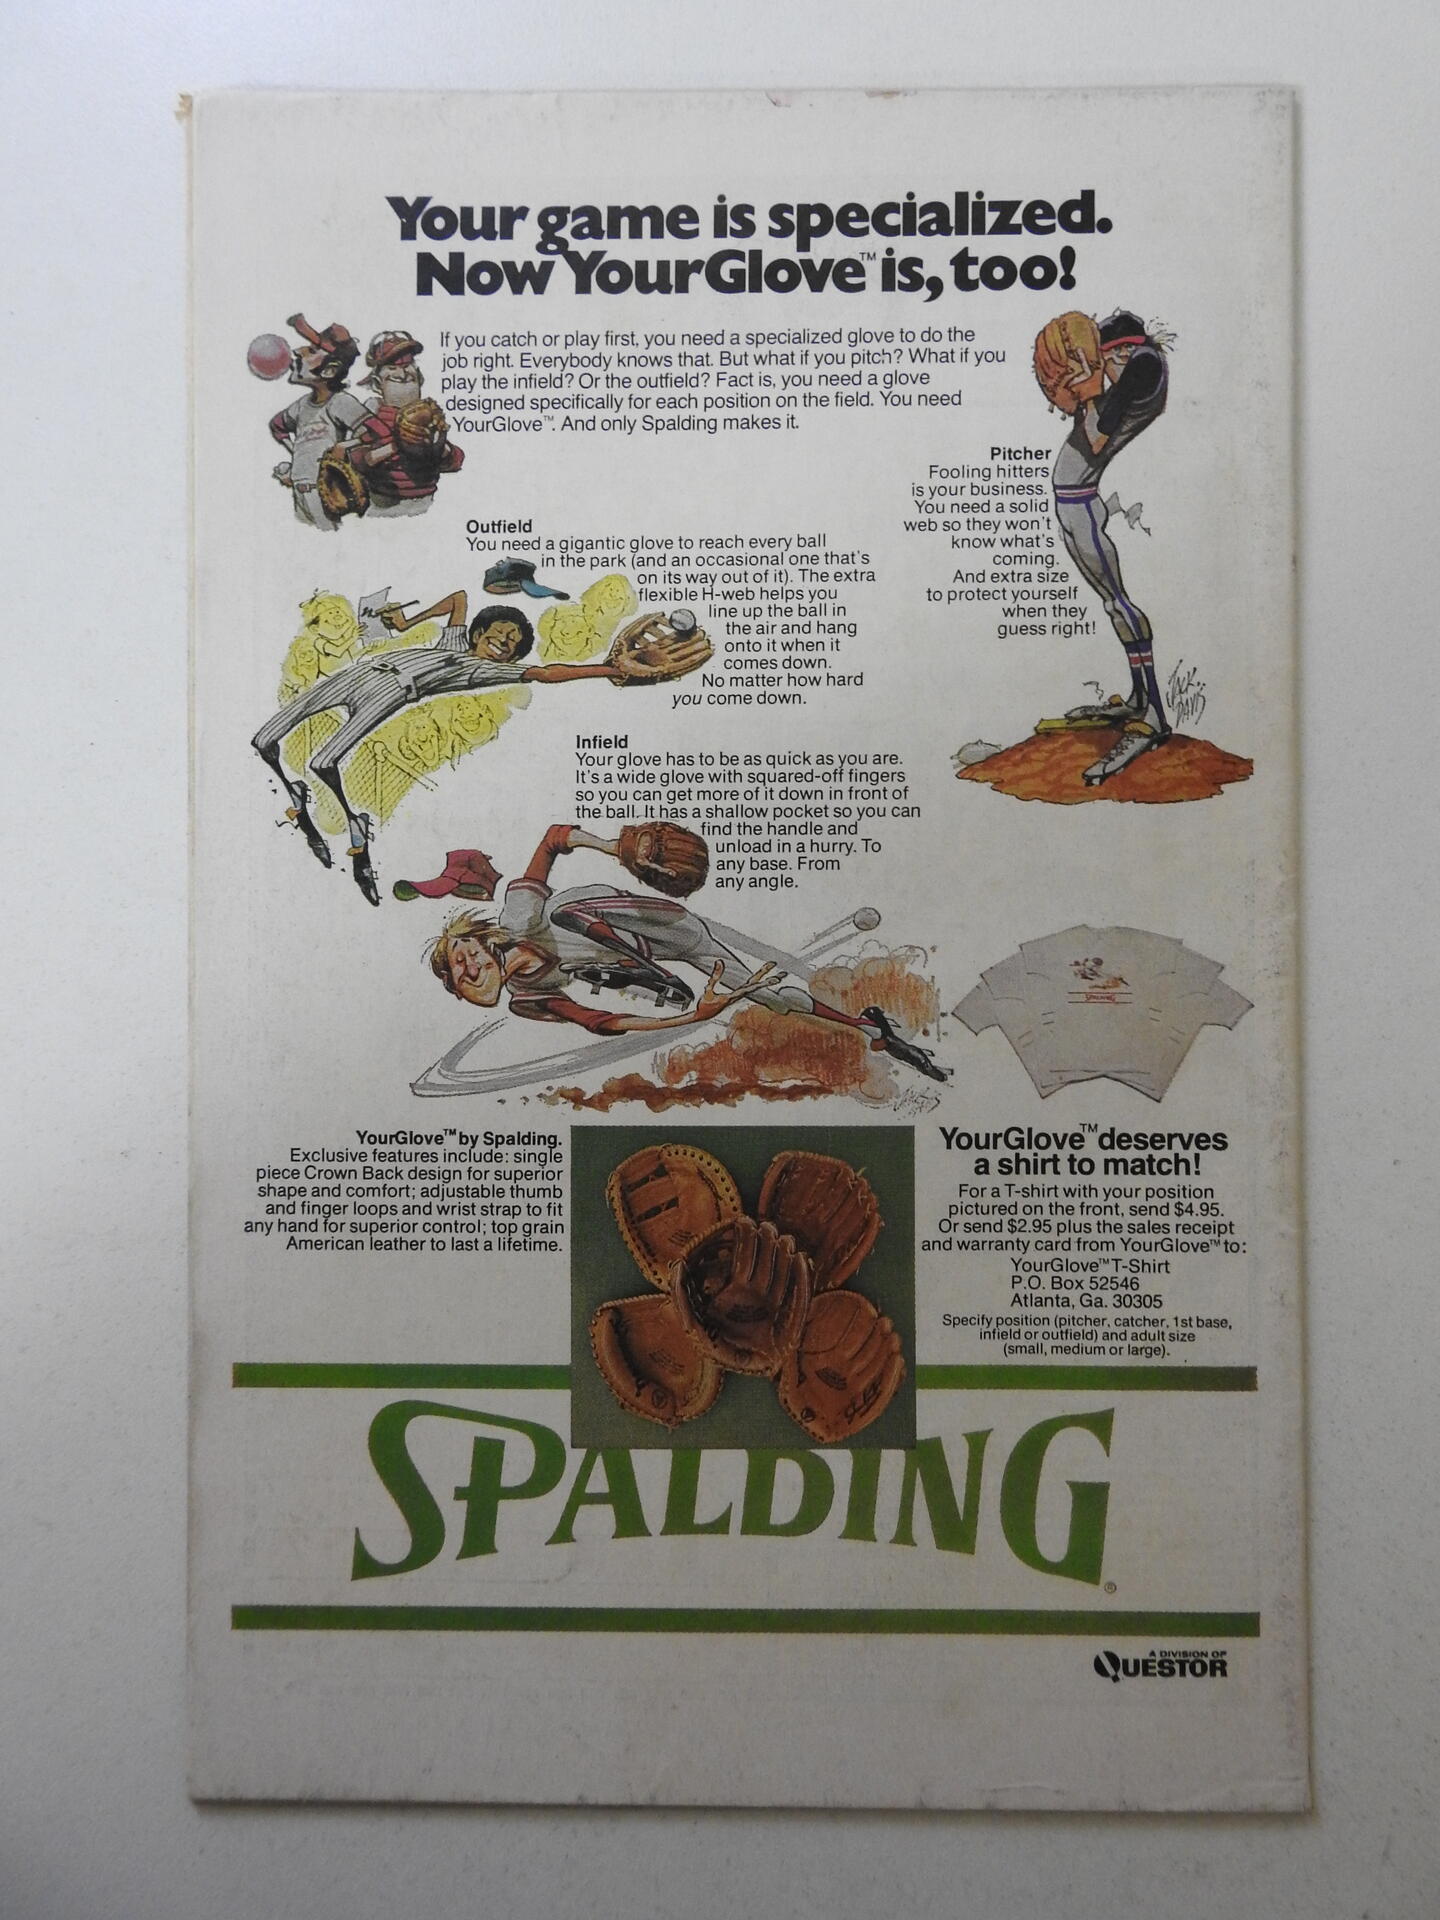 Your game is specialized.
Now YourGlove™ is, too!
If you catch or play first, you need a specialized glove to do the
job right. Everybody knows that. But what if you pitch? What if you
play the infield? Or the outfield? Fact is, you need a glove
designed specifically for each position on the field. You need
YourGlove™. And only Spalding makes it.
Pitcher
Fooling hitters
is your business.
You need a solid
web so they won't
know what's
coming.
And extra size
to protect yourself
when they
guess right!
JACK..
DAVIS
Outfield
You need a gigantic glove to reach every ball
in the park (and an occasional one that's
on its way out of it). The extra
flexible H-web helps you
line up the ball in
the air and hang
onto it when it
comes down.
No matter how hard
you come down.
Infield
Your glove has to be as quick as you are.
It's a wide glove with squared-off fingers
so you can get more of it down in front of
the ball. It has a shallow pocket so you can
find the handle and
unload in a hurry. To
any base. From
any angle.
SPALDING
YourGlove™ by Spalding.
Exclusive features include: single
piece Crown Back design for superior
shape and comfort; adjustable thumb
and finger loops and wrist strap to fit
any hand for superior control; top grain
American leather to last a lifetime.
YourGlove™ deserves
a shirt to match!
For a T-shirt with your position
pictured on the front, send $4.95.
Or send $2.95 plus the sales receipt
and warranty card from YourGlove™ to:
YourGlove™ T-Shirt
P.O. Box 52546
Atlanta, Ga. 30305
Specify position (pitcher, catcher, 1st base,
infield or outfield) and adult size
(small, medium or large).
SPALDING®
A DIVISION OF
QUESTOR